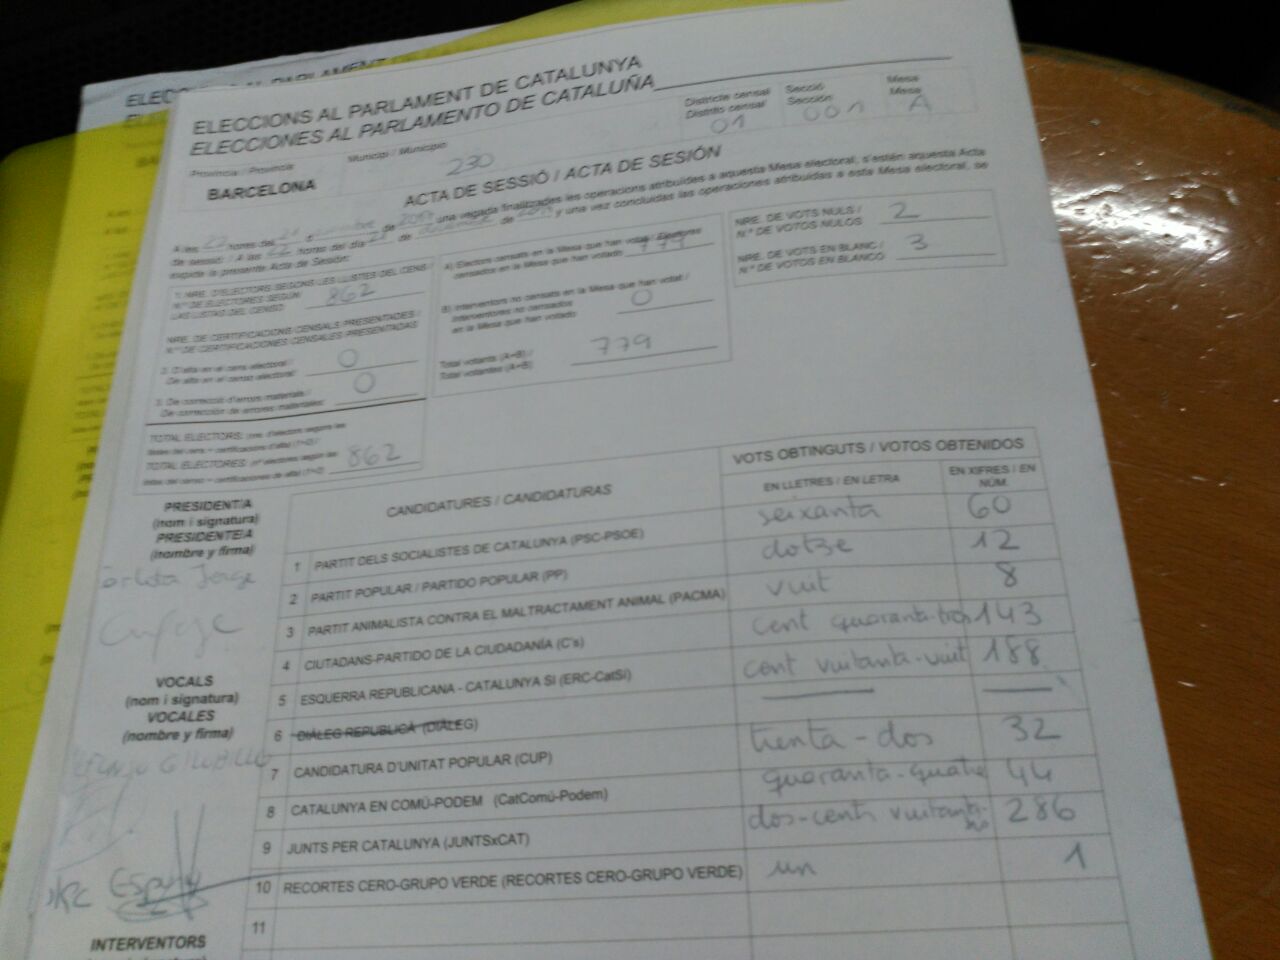 ELECCIONS AL PARLAMENT DE CATALUNYA
ELECCIONES AL PARLAMENTO DE CATALUÑA
Província / Provincia
BARCELONA
Municipi / Municipio
230
Districte censal
Distrito censal
01
Secció
Sección
001
Mesa
Mesa
A
ACTA DE SESSIÓ / ACTA DE SESIÓN
A les 22 hores del 21 de de 2017 una vegada finalitzades les operacions atribuïdes a aquesta Mesa electoral, s'estén aquesta Acta
de sessió. / A las 22 horas del día 21 de de y una vez concluidas las operaciones atribuidas a esta Mesa electoral, se
expide la presente Acta de Sesión:
1) NRE. D'ELECTORS SEGONS LES LLISTES DEL CENS /
N.º DE ELECTORES SEGÚN
LAS LISTAS DEL CENSO
862
NRE. DE CERTIFICACIONS CENSALS PRESENTADES /
N.º DE CERTIFICACIONES CENSALES PRESENTADAS
2. D'alta en el cens electoral /
De alta en el censo electoral:
0
3. De correcció d'errors materials /
De corrección de errores materiales:
0
TOTAL ELECTORS: (nre. d'electors segons les
llistes del cens + certificacions d'alta) (1+2) /
TOTAL ELECTORES: (nº electores según las
listas del censo + certificaciones de alta) (1+2)
862
A) Electors censats en la Mesa que han votat / Electores
censados en la Mesa que han votado
779
B) Interventors no censats en la Mesa que han votat /
Interventores no censados
en la Mesa que han votado
0
Total votants (A+B) /
Total votantes (A+B)
779
NRE. DE VOTS NULS /
N.º DE VOTOS NULOS
2
NRE. DE VOTS EN BLANC /
N.º DE VOTOS EN BLANCO
3
PRESIDENT/A
(nom i signatura)
PRESIDENTE/A
(nombre y firma)
Jorge
VOCALS
(nom i signatura)
VOCALES
(nombre y firma)
INTERVENTORS
CANDIDATURES / CANDIDATURAS
VOTS OBTINGUTS / VOTOS OBTENIDOS
EN LLETRES / EN LETRA
EN XIFRES / EN
NÚM.
1 PARTIT DELS SOCIALISTES DE CATALUNYA (PSC-PSOE) seixanta 60
2 PARTIT POPULAR / PARTIDO POPULAR (PP) dotze 12
3 PARTIT ANIMALISTA CONTRA EL MALTRACTAMENT ANIMAL (PACMA) vuit 8
4 CIUTADANS-PARTIDO DE LA CIUDADANÍA (C's) cent quaranta-tres 143
5 ESQUERRA REPUBLICANA - CATALUNYA SI (ERC-CatSí) cent vuitanta-vuit 188
6 DIÀLEG REPUBLICÀ (DIÀLEG)
7 CANDIDATURA D'UNITAT POPULAR (CUP) trenta-dos 32
8 CATALUNYA EN COMÚ-PODEM (CatComú-Podem) quaranta-quatre 44
9 JUNTS PER CATALUNYA (JUNTSxCAT) dos-cents vuitanta-sis 286
10 RECORTES CERO-GRUPO VERDE (RECORTES CERO-GRUPO VERDE) un 1
11